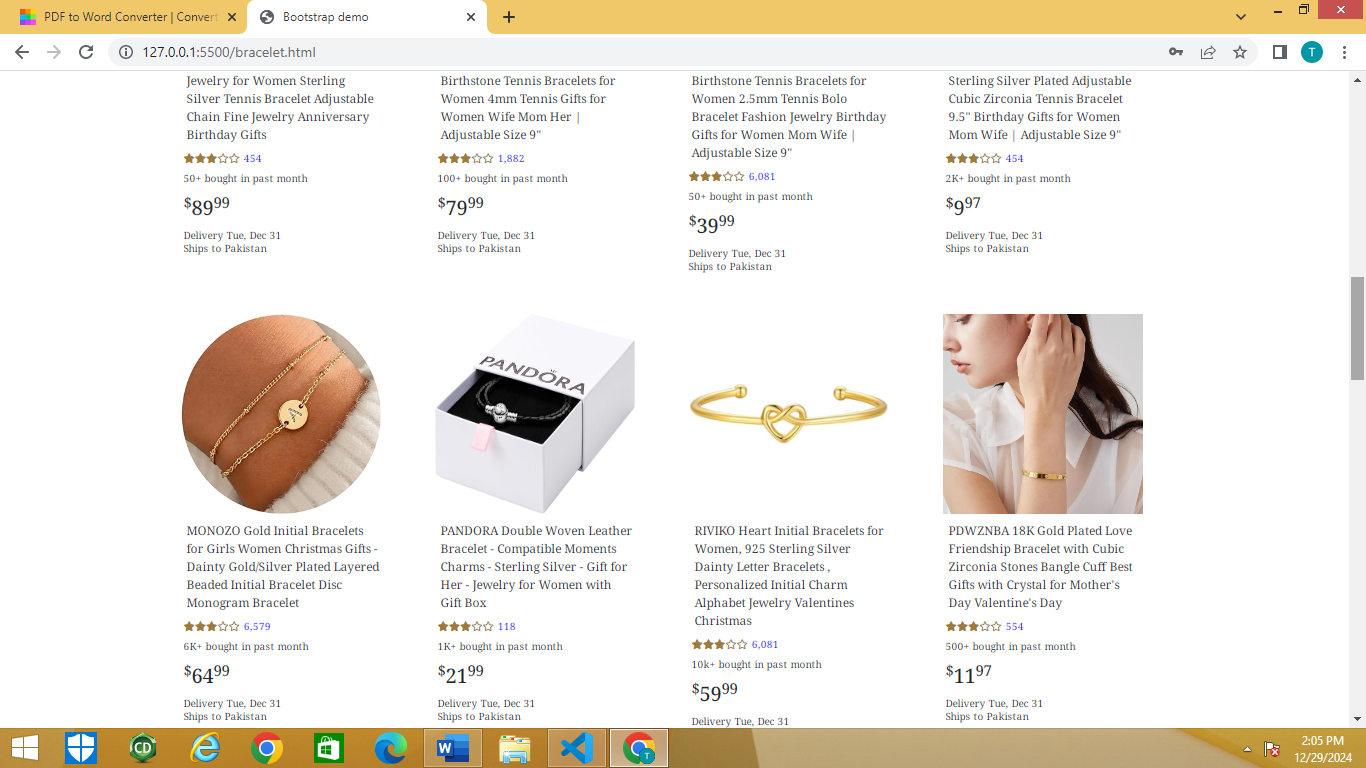 PDF to Word Converter | Convert
Bootstrap demo
127.0.0.1:5500/bracelet.html
T
Jewelry for Women Sterling
Silver Tennis Bracelet Adjustable
Chain Fine Jewelry Anniversary
Birthday Gifts
454
50+ bought in past month
$8999
Delivery Tue, Dec 31
Ships to Pakistan
Birthstone Tennis Bracelets for
Women 4mm Tennis Gifts for
Women Wife Mom Her |
Adjustable Size 9"
1,882
100+ bought in past month
$7999
Delivery Tue, Dec 31
Ships to Pakistan
Birthstone Tennis Bracelets for
Women 2.5mm Tennis Bolo
Bracelet Fashion Jewelry Birthday
Gifts for Women Mom Wife |
Adjustable Size 9"
6,081
50+ bought in past month
$3999
Delivery Tue, Dec 31
Ships to Pakistan
Sterling Silver Plated Adjustable
Cubic Zirconia Tennis Bracelet
9.5" Birthday Gifts for Women
Mom Wife | Adjustable Size 9"
454
2K+ bought in past month
$997
Delivery Tue, Dec 31
Ships to Pakistan
MONOZO Gold Initial Bracelets
for Girls Women Christmas Gifts -
Dainty Gold/Silver Plated Layered
Beaded Initial Bracelet Disc
Monogram Bracelet
6,579
6K+ bought in past month
$6499
Delivery Tue, Dec 31
Ships to Pakistan
PANDORA
PANDORA Double Woven Leather
Bracelet - Compatible Moments
Charms - Sterling Silver - Gift for
Her - Jewelry for Women with
Gift Box
118
1K+ bought in past month
$2199
Delivery Tue, Dec 31
Ships to Pakistan
RIVIKO Heart Initial Bracelets for
Women, 925 Sterling Silver
Dainty Letter Bracelets ,
Personalized Initial Charm
Alphabet Jewelry Valentines
Christmas
6,081
10k+ bought in past month
$5999
Delivery Tue, Dec 31
PDWZNBA 18K Gold Plated Love
Friendship Bracelet with Cubic
Zirconia Stones Bangle Cuff Best
Gifts with Crystal for Mother's
Day Valentine's Day
554
500+ bought in past month
$1197
Delivery Tue, Dec 31
Ships to Pakistan
CD
W
T
2:05 PM
12/29/2024